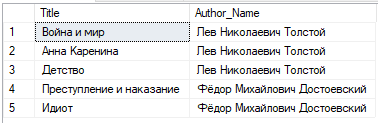 Title Author_Name
1 Война и мир Лев Николаевич Толстой
2 Анна Каренина Лев Николаевич Толстой
3 Детство Лев Николаевич Толстой
4 Преступление и наказание Фёдор Михайлович Достоевский
5 Идиот Фёдор Михайлович Достоевский